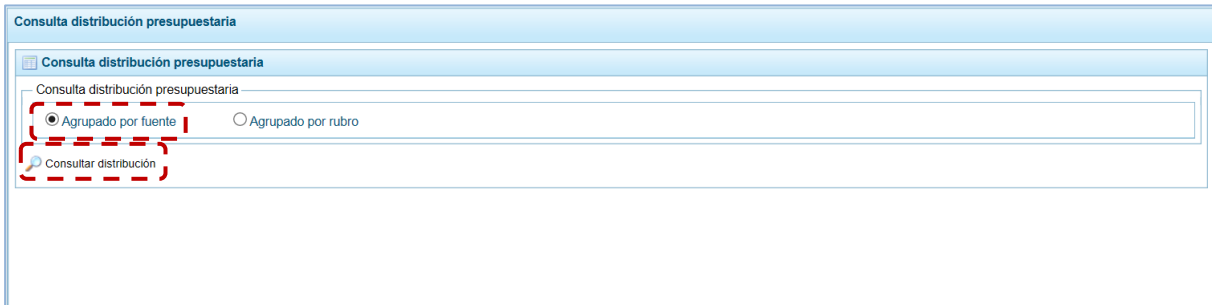 Consulta distribución presupuestaria
Consulta distribución presupuestaria
Consulta distribución presupuestaria
Agrupado por fuente Agrupado por rubro
Consultar distribución